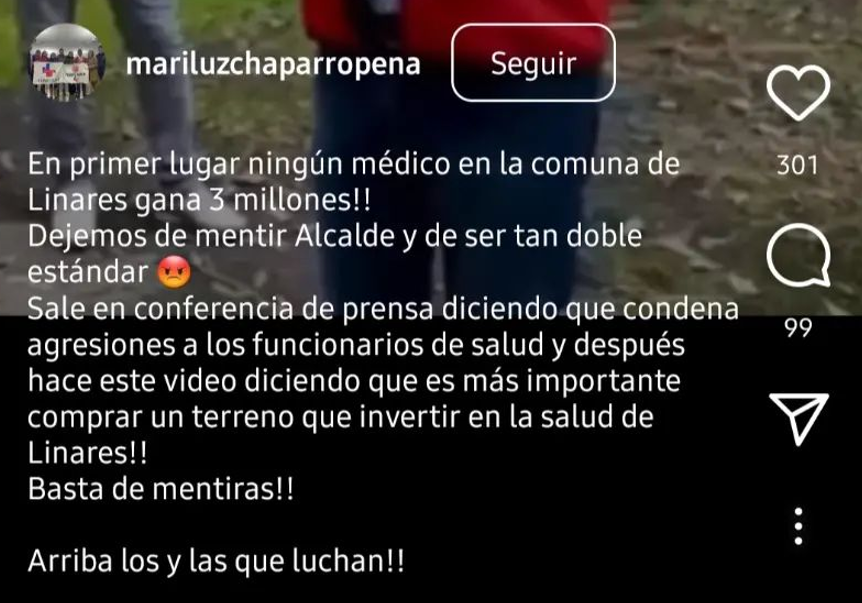 mariluzchaparropena
Seguir
En primer lugar ningún médico en la comuna de
Linares gana 3 millones!!
Dejemos de mentir Alcalde y de ser tan doble
estándar 😡
Sale en conferencia de prensa diciendo que condena
agresiones a los funcionarios de salud y después
hace este video diciendo que es más importante
comprar un terreno que invertir en la salud de
Linares!!
Basta de mentiras!!
Arriba los y las que luchan!!
301
99